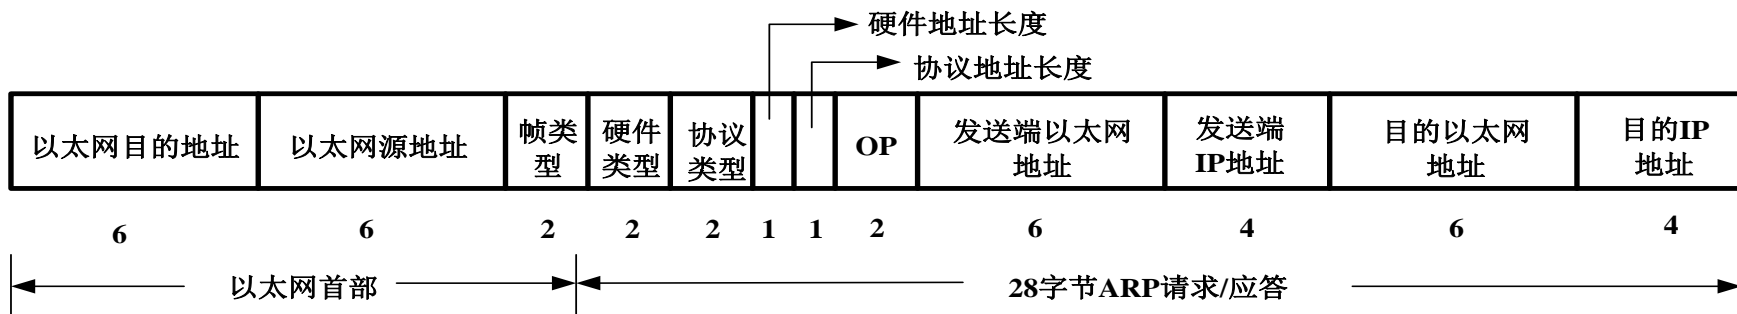 硬件地址长度
协议地址长度
以太网目的地址
以太网源地址
帧类
型
硬件
类型
协议
类型
OP
发送端以太网
地址
发送端
IP地址
目的以太网
地址
目的IP
地址
6
6
2
2
2
1
1
2
6
4
6
4
以太网首部
28字节ARP请求/应答